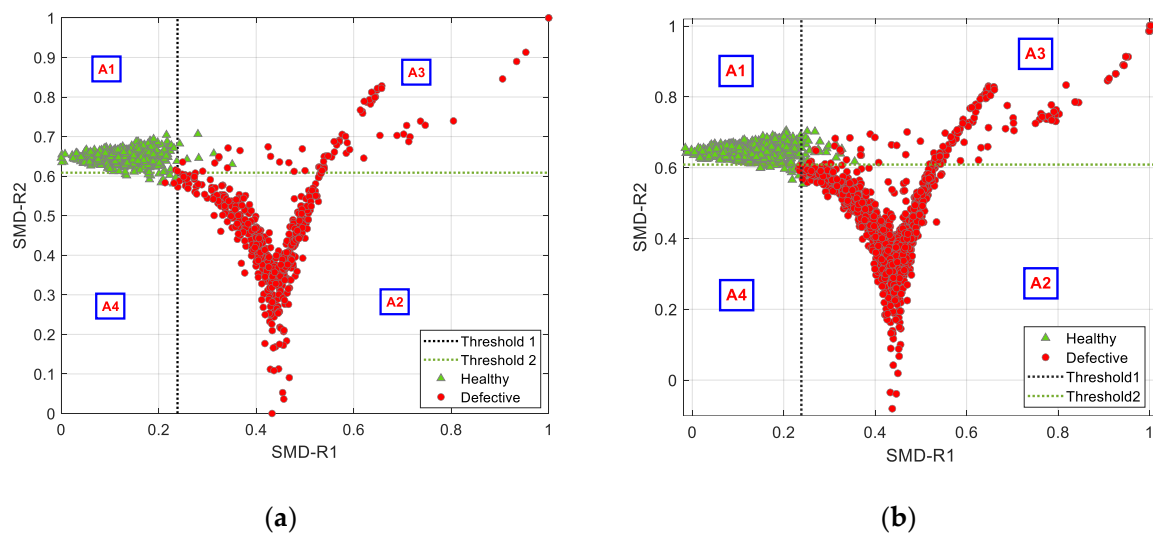 1
0.9
0.8
0.7
0.6
0.5
0.4
0.3
0.2
0.1
0
0 0.2 0.4 0.6 0.8 1
SMD-R2
SMD-R1
A1
A3
A4
A2
Threshold 1
Threshold 2
Healthy
Defective
(a)
1
0.8
0.6
0.4
0.2
0
0 0.2 0.4 0.6 0.8 1
SMD-R2
SMD-R1
A1
A3
A4
A2
Healthy
Defective
Threshold1
Threshold2
(b)